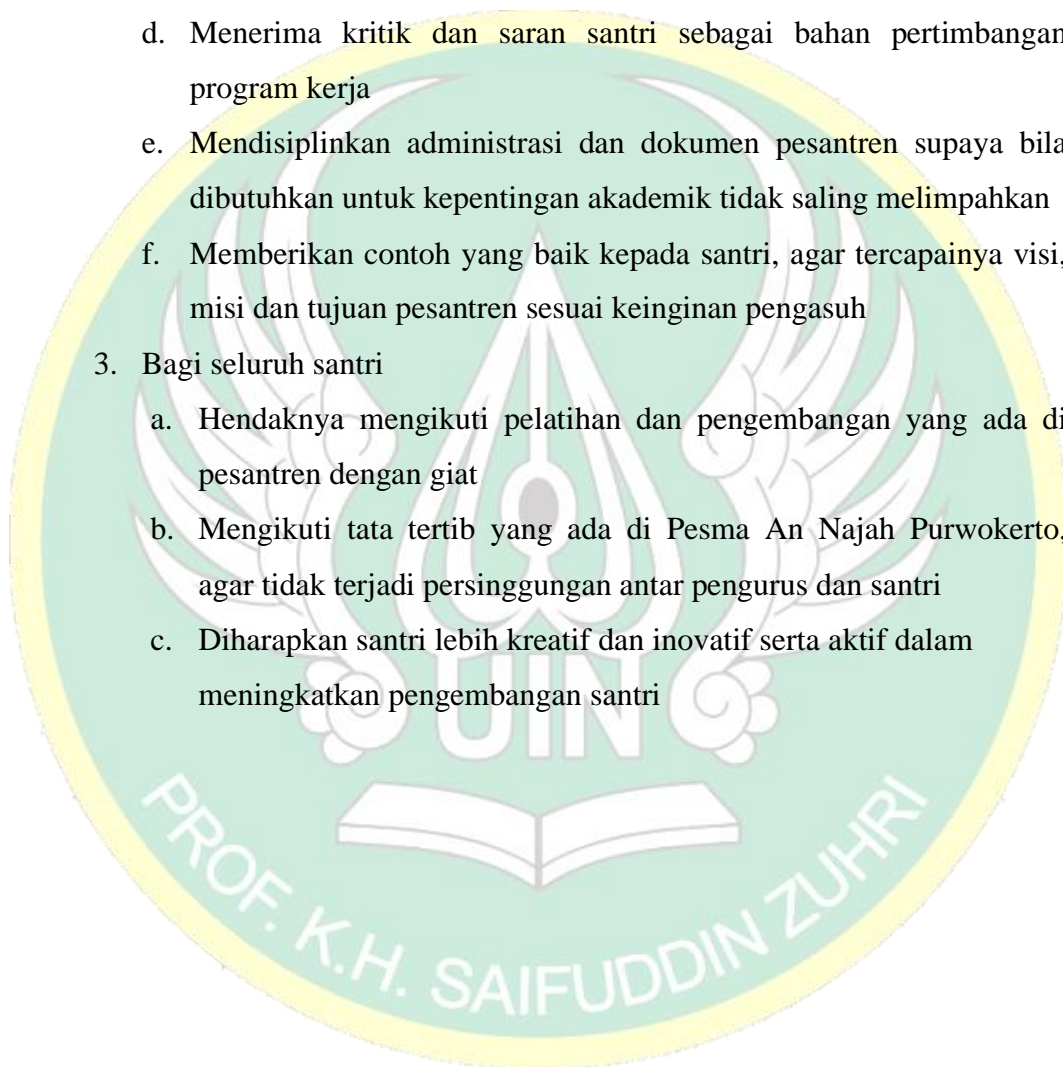 d. Menerima kritik dan saran santri sebagai bahan pertimbangan
program kerja
e. Mendisiplinkan administrasi dan dokumen pesantren supaya bila
dibutuhkan untuk kepentingan akademik tidak saling melimpahkan
f. Memberikan contoh yang baik kepada santri, agar tercapainya visi,
misi dan tujuan pesantren sesuai keinginan pengasuh
3. Bagi seluruh santri
a. Hendaknya mengikuti pelatihan dan pengembangan yang ada di
pesantren dengan giat
b. Mengikuti tata tertib yang ada di Pesma An Najah Purwokerto,
agar tidak terjadi persinggungan antar pengurus dan santri
c. Diharapkan santri lebih kreatif dan inovatif serta aktif dalam
meningkatkan pengembangan santri
UIN
PROF. K.H. SAIFUDDIN ZUHRI